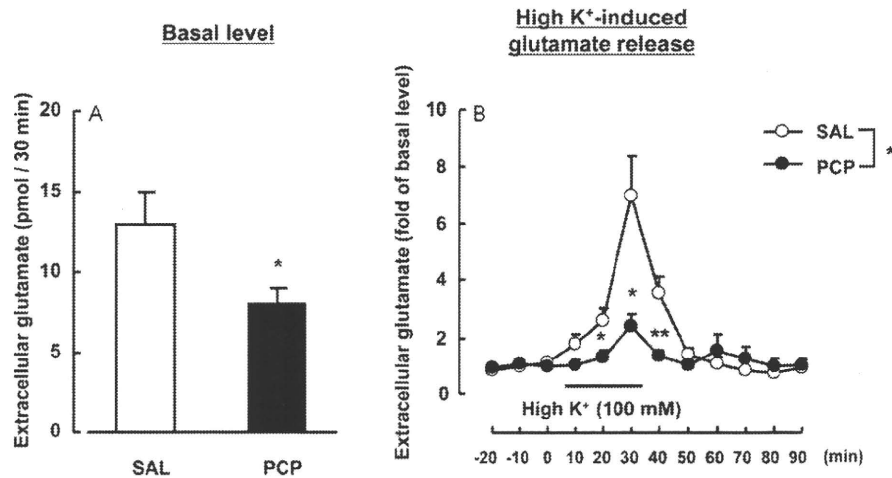 Basal level
High K⁺-induced
glutamate release
A
Extracellular glutamate (pmol / 30 min)
20
15
10
5
0
*
SAL
PCP
B
Extracellular glutamate (fold of basal level)
10
8
6
4
2
0
SAL
PCP
*
*
*
**
High K⁺ (100 mM)
-20 -10 0 10 20 30 40 50 60 70 80 90 (min)